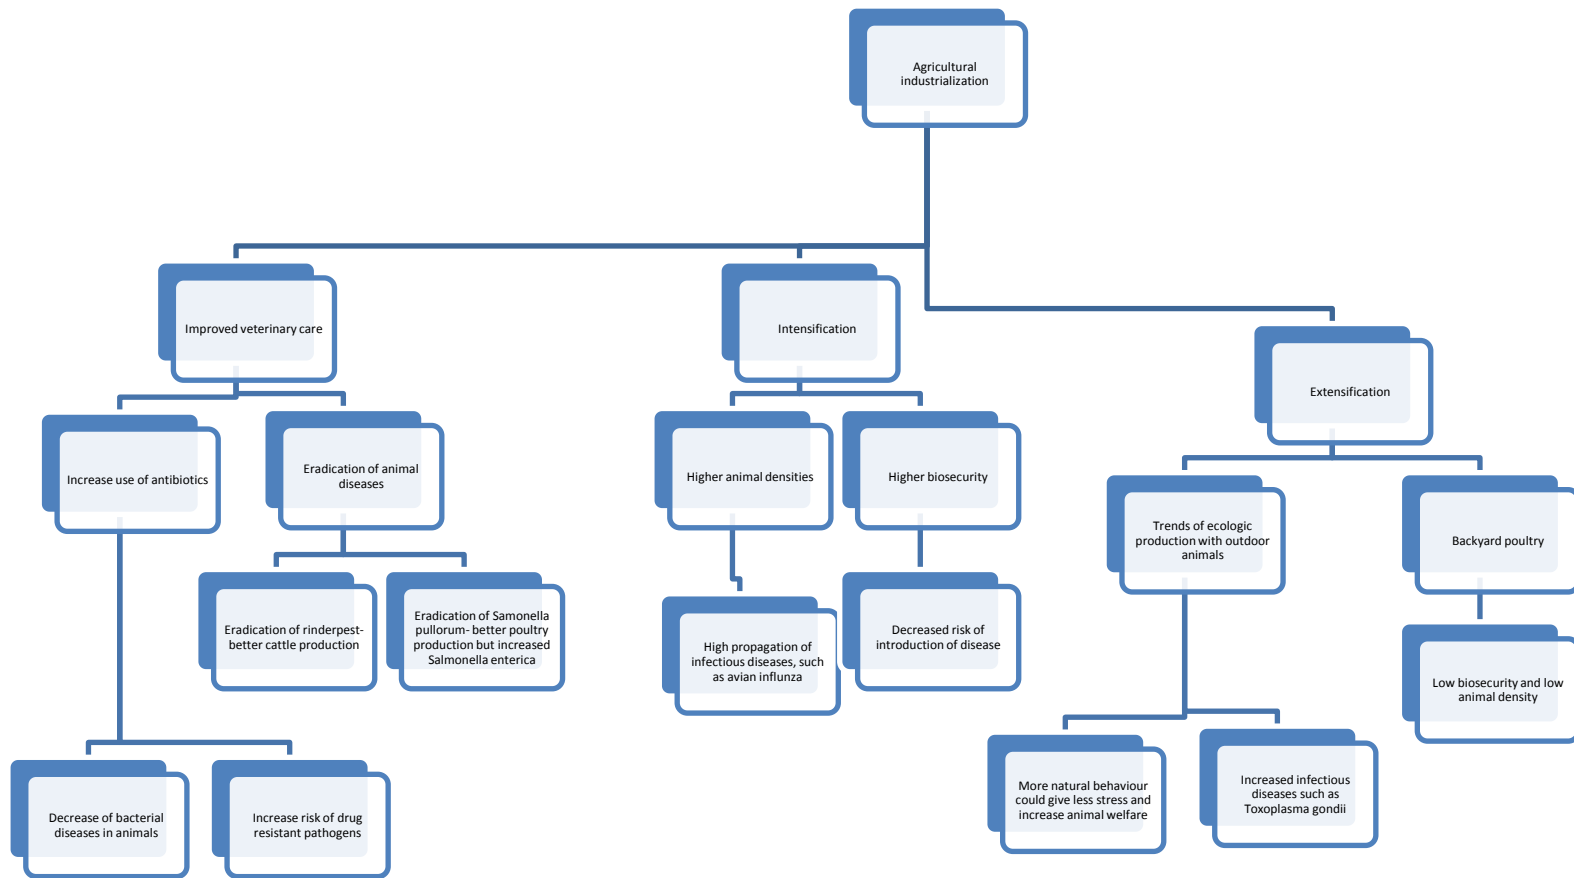 Agricultural
industrialization
Improved veterinary care
Intensification
Extensification
Increase use of antibiotics
Eradication of animal
diseases
Higher animal densities
Higher biosecurity
Trends of ecologic
production with outdoor
animals
Backyard poultry
Eradication of rinderpest-
better cattle production
Eradication of Samonella
pullorum- better poultry
production but increased
Salmonella enterica
High propagation of
infectious diseases, such
as avian influnza
Decreased risk of
introduction of disease
Low biosecurity and low
animal density
Decrease of bacterial
diseases in animals
Increase risk of drug
resistant pathogens
More natural behaviour
could give less stress and
increase animal welfare
Increased infectious
diseases such as
Toxoplasma gondii